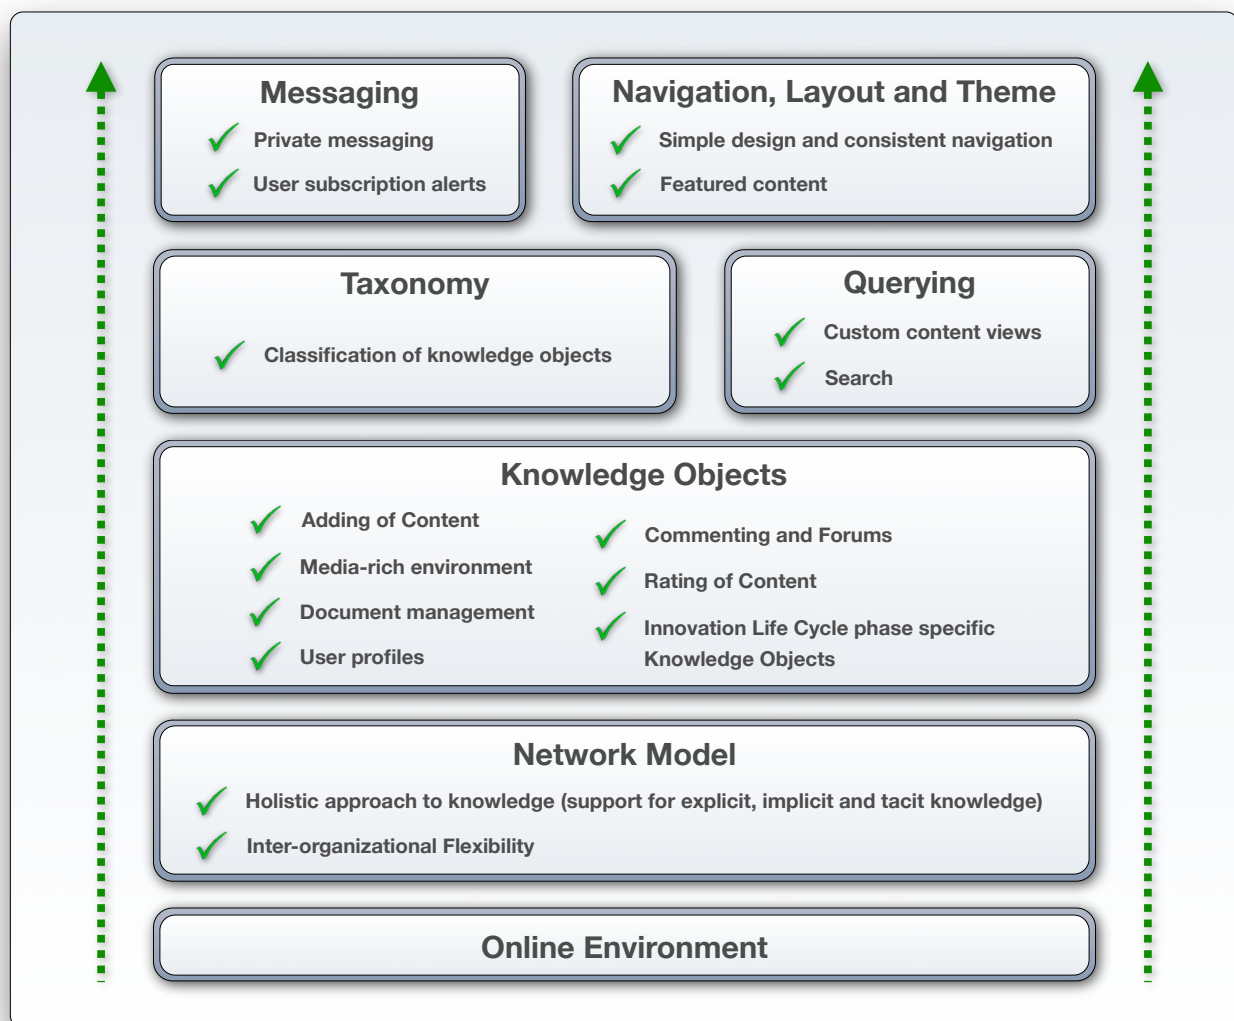 Messaging
Private messaging
User subscription alerts
Navigation, Layout and Theme
Simple design and consistent navigation
Featured content
Taxonomy
Classification of knowledge objects
Querying
Custom content views
Search
Knowledge Objects
Adding of Content
Media-rich environment
Document management
User profiles
Commenting and Forums
Rating of Content
Innovation Life Cycle phase specific
Knowledge Objects
Network Model
Holistic approach to knowledge (support for explicit, implicit and tacit knowledge)
Inter-organizational Flexibility
Online Environment